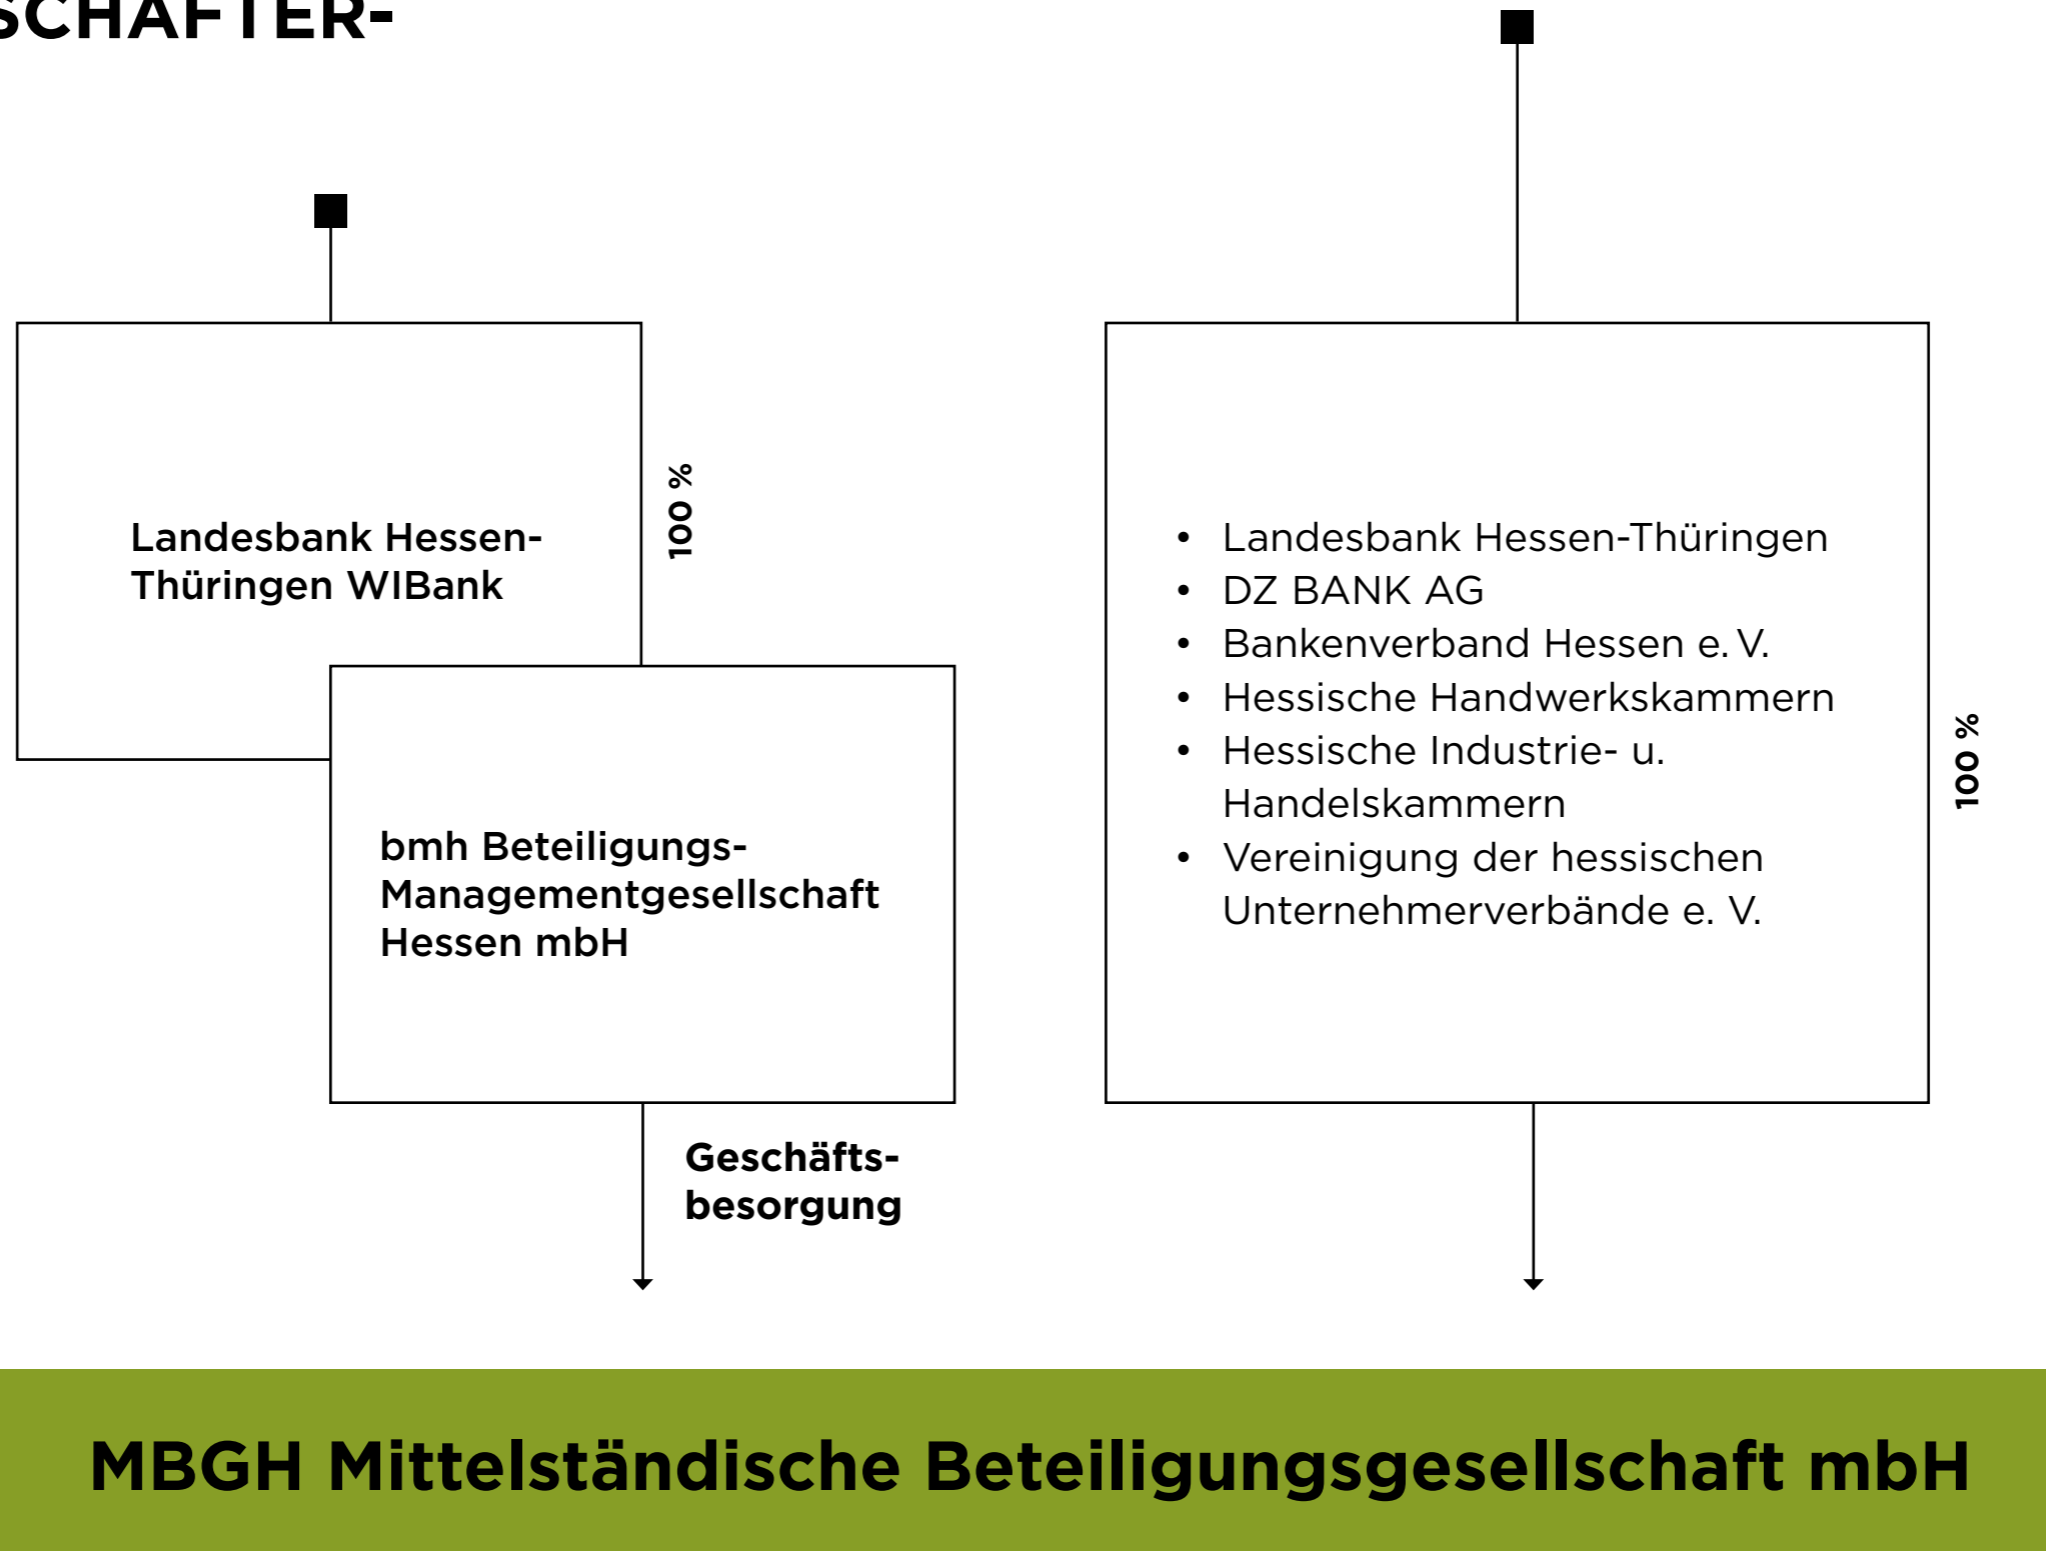 SCHAFTER-
Landesbank Hessen-
Thüringen WIBank
100 %
bmh Beteiligungs-
Managementgesellschaft
Hessen mbH
Geschäfts-
besorgung
• Landesbank Hessen-Thüringen
• DZ BANK AG
• Bankenverband Hessen e. V.
• Hessische Handwerkskammern
• Hessische Industrie- u.
Handelskammern
• Vereinigung der hessischen
Unternehmerverbände e. V.
100 %
MBGH Mittelständische Beteiligungsgesellschaft mbH